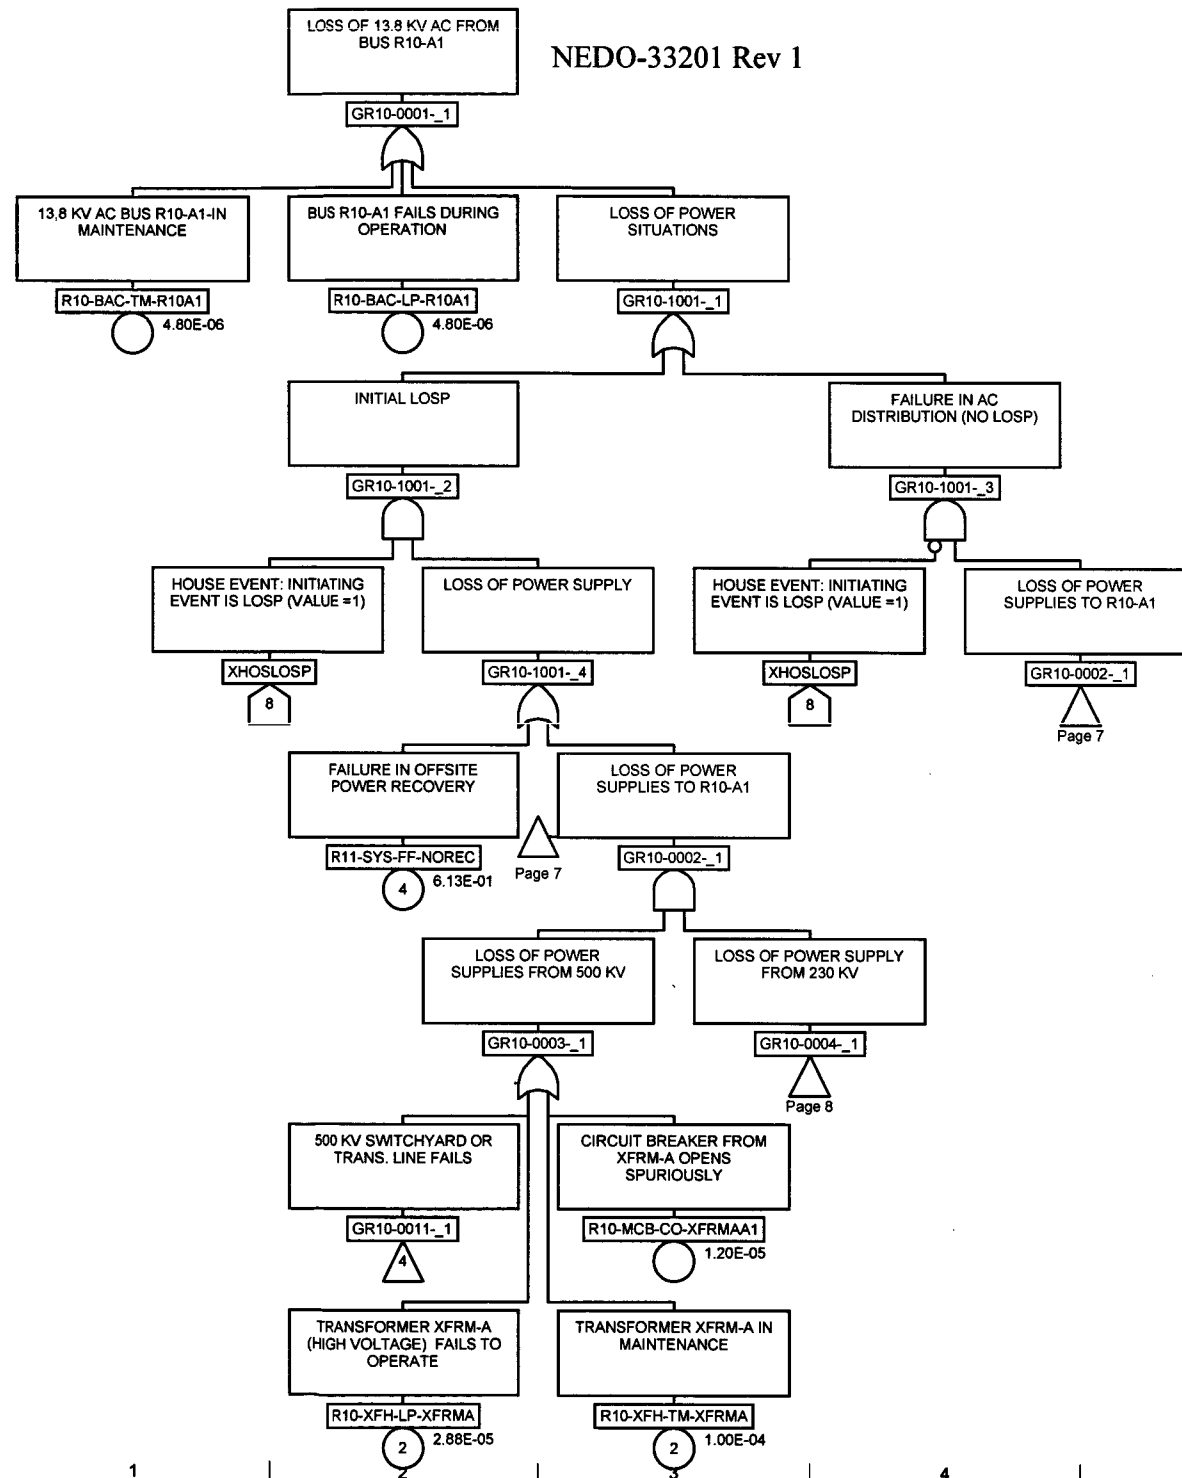 LOSS OF 13.8 KV AC FROM
BUS R10-A1
NEDO-33201 Rev 1
GR10-0001-_1
13,8 KV AC BUS R10-A1-IN
MAINTENANCE
BUS R10-A1 FAILS DURING
OPERATION
LOSS OF POWER
SITUATIONS
R10-BAC-TM-R10A1
4.80E-06
R10-BAC-LP-R10A1
4.80E-06
GR10-1001-_1
INITIAL LOSP
FAILURE IN AC
DISTRIBUTION (NO LOSP)
GR10-1001-_2
GR10-1001-_3
HOUSE EVENT: INITIATING
EVENT IS LOSP (VALUE =1)
LOSS OF POWER SUPPLY
HOUSE EVENT: INITIATING
EVENT IS LOSP (VALUE =1)
LOSS OF POWER
SUPPLIES TO R10-A1
XHOSLOSP
8
GR10-1001-_4
XHOSLOSP
8
GR10-0002-_1
Page 7
FAILURE IN OFFSITE
POWER RECOVERY
LOSS OF POWER
SUPPLIES TO R10-A1
R11-SYS-FF-NOREC
4
6.13E-01
Page 7
GR10-0002-_1
LOSS OF POWER
SUPPLIES FROM 500 KV
LOSS OF POWER SUPPLY
FROM 230 KV
GR10-0003-_1
GR10-0004-_1
Page 8
500 KV SWITCHYARD OR
TRANS. LINE FAILS
CIRCUIT BREAKER FROM
XFRM-A OPENS
SPURIOUSLY
GR10-0011-_1
4
R10-MCB-CO-XFRMAA1
1.20E-05
TRANSFORMER XFRM-A
(HIGH VOLTAGE) FAILS TO
OPERATE
TRANSFORMER XFRM-A IN
MAINTENANCE
R10-XFH-LP-XFRMA
2
2.88E-05
R10-XFH-TM-XFRMA
2
1.00E-04
1 2 3 4